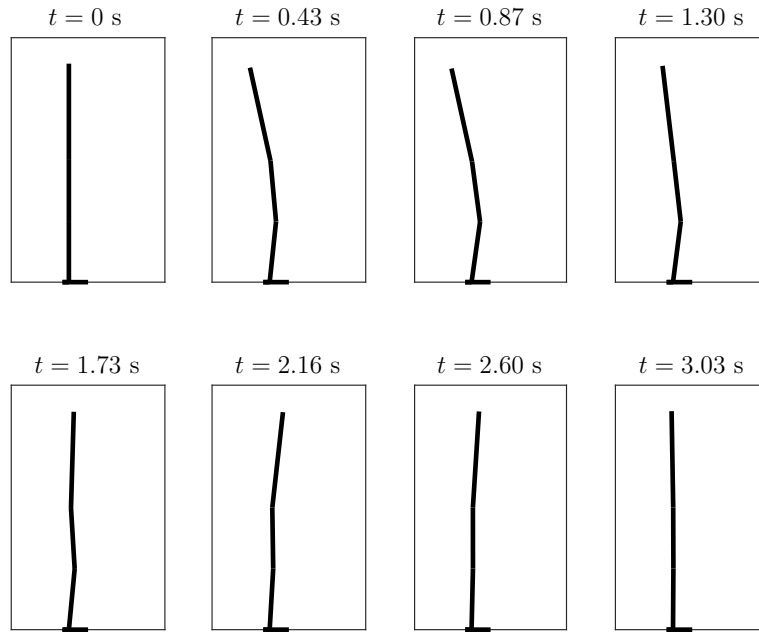 t = 0 s
t = 0.43 s
t = 0.87 s
t = 1.30 s
t = 1.73 s
t = 2.16 s
t = 2.60 s
t = 3.03 s